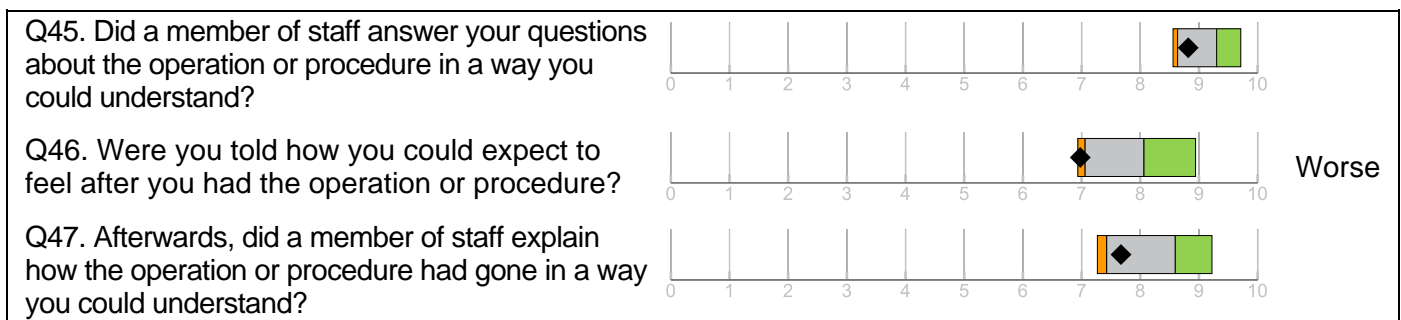 Q45. Did a member of staff answer your questions
about the operation or procedure in a way you
could understand?
0 1 2 3 4 5 6 7 8 9 10
Q46. Were you told how you could expect to
feel after you had the operation or procedure?
Worse
0 1 2 3 4 5 6 7 8 9 10
Q47. Afterwards, did a member of staff explain
how the operation or procedure had gone in a way
you could understand?
0 1 2 3 4 5 6 7 8 9 10